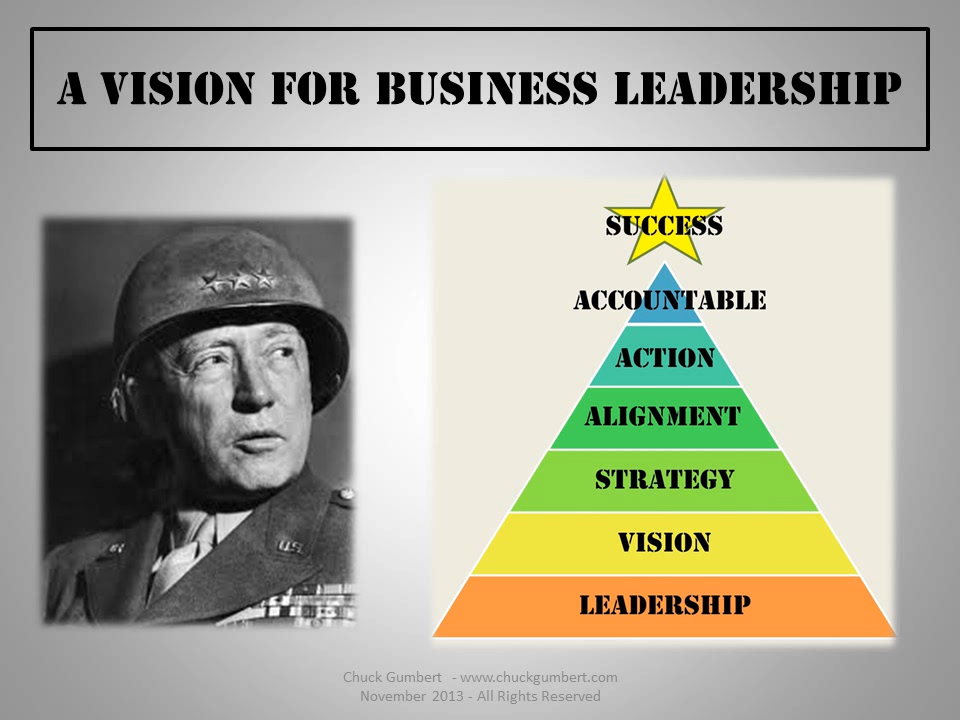 A VISION FOR BUSINESS LEADERSHIP
SUCCESS
ACCOUNTABLE
ACTION
ALIGNMENT
STRATEGY
VISION
LEADERSHIP
U.S.
Chuck Gumbert - www.chuckgumbert.com
November 2013 - All Rights Reserved